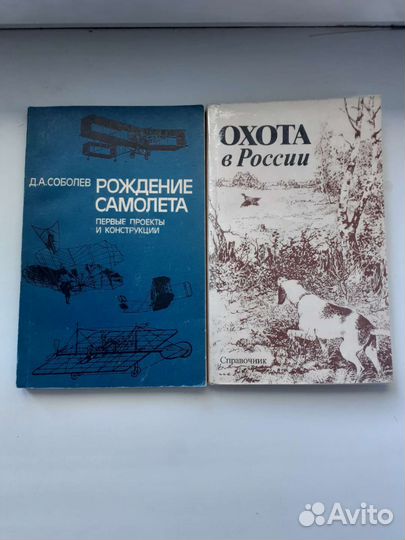 Д.А.СОБОЛЕВ
РОЖДЕНИЕ
САМОЛЕТА
ПЕРВЫЕ ПРОЕКТЫ
И КОНСТРУКЦИИ
ОХОТА
в России
Справочник
Avito